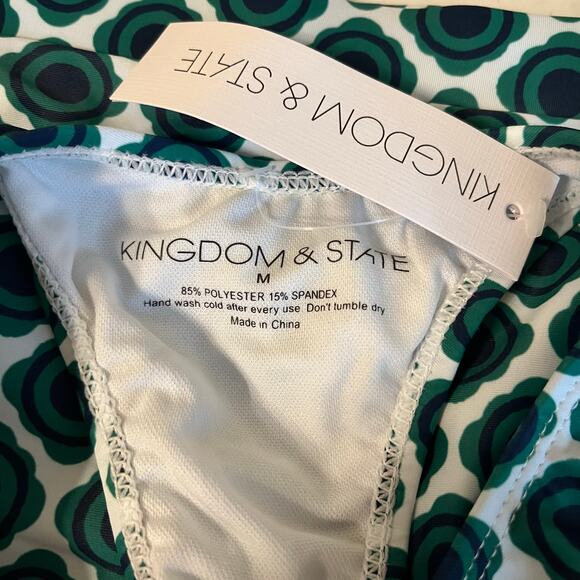 KINGDOM & STATE
KINGDOM & STATE
M
85% POLYESTER 15% SPANDEX
Hand wash cold after every use Don't tumble dry
Made in China